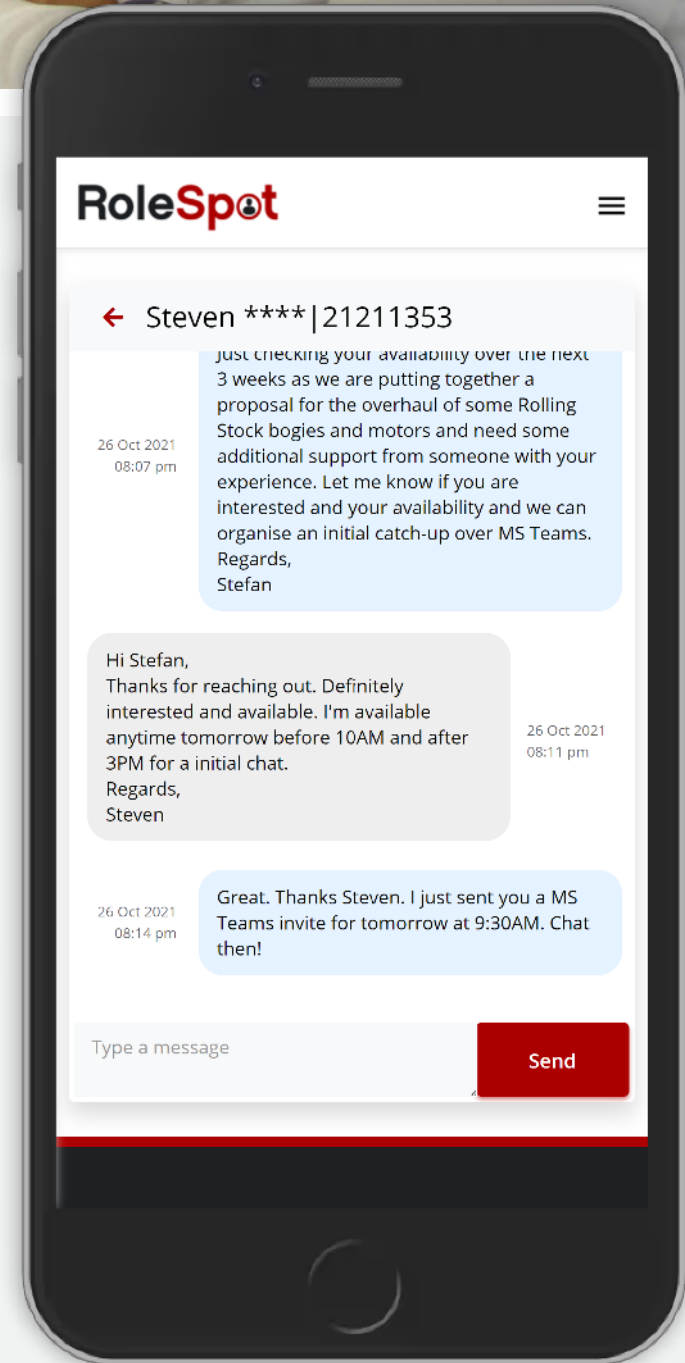 RoleSpot
Steven ****|21211353
Just checking your availability over the next
3 weeks as we are putting together a
proposal for the overhaul of some Rolling
Stock bogies and motors and need some
additional support from someone with your
experience. Let me know if you are
interested and your availability and we can
organise an initial catch-up over MS Teams.
Regards,
Stefan
26 Oct 2021
08:07 pm
Hi Stefan,
Thanks for reaching out. Definitely
interested and available. I'm available
anytime tomorrow before 10AM and after
3PM for a initial chat.
Regards,
Steven
26 Oct 2021
08:11 pm
Great. Thanks Steven. I just sent you a MS
Teams invite for tomorrow at 9:30AM. Chat
then!
26 Oct 2021
08:14 pm
Type a message
Send